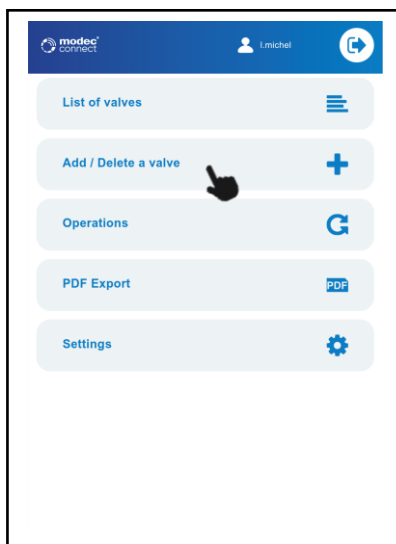 modec
connect
l.michel
List of valves
Add / Delete a valve
Operations
PDF Export
PDF
Settings